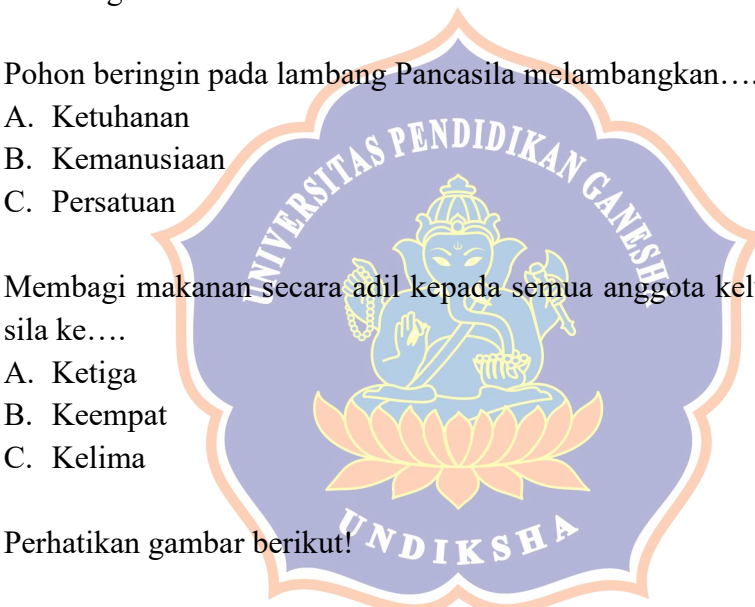 Pohon beringin pada lambang Pancasila melambangkan….
A. Ketuhanan
B. Kemanusiaan
C. Persatuan
UNIVERSITAS PENDIDIKAN GANESHA
Membagi makanan secara adil kepada semua anggota
sila ke….
A. Ketiga
B. Keempat
C. Kelima
Perhatikan gambar berikut!
UNDIKSHA